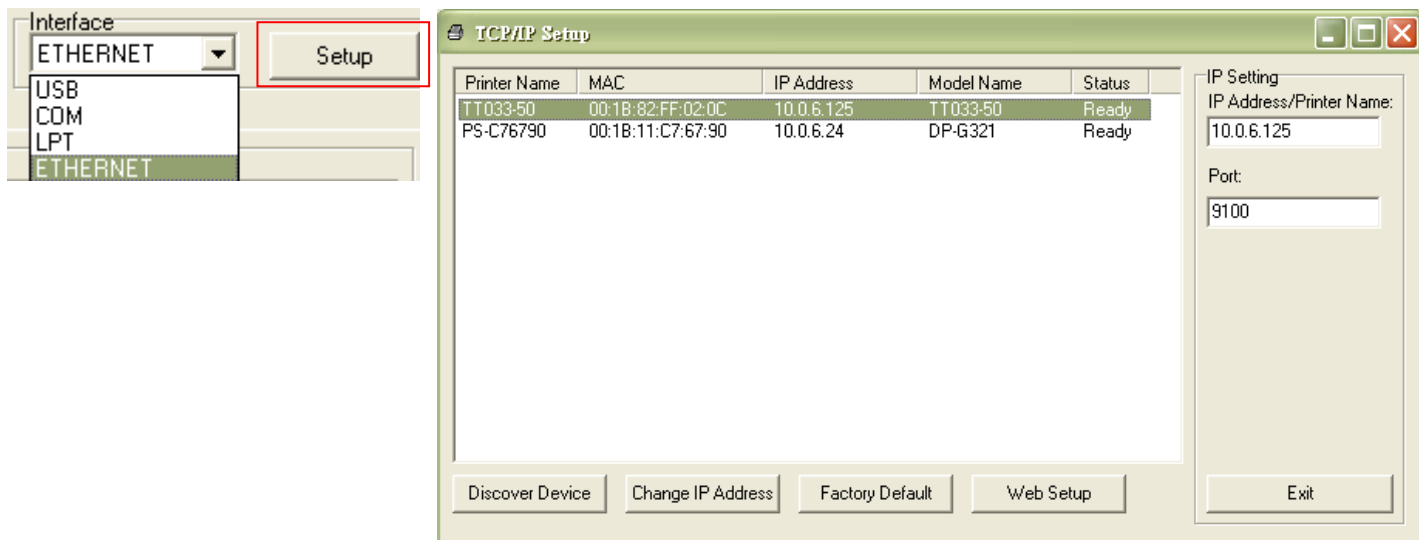 Interface
ETHERNET
Setup
USB
COM
LPT
ETHERNET
TCP/IP Setup
Printer Name MAC IP Address Model Name Status
TT033-50 00:1B:82:FF:02:0C 10.0.6.125 TT033-50 Ready
PS-C76790 00:1B:11:C7:67:90 10.0.6.24 DP-G321 Ready
IP Setting
IP Address/Printer Name:
10.0.6.125
Port:
9100
Discover Device Change IP Address Factory Default Web Setup Exit